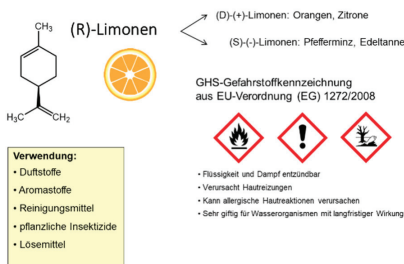 CH₃
(R)-Limonen
(D)-(+)-Limonen: Orangen, Zitrone
(S)-(-)-Limonen: Pfefferminz, Edeltanne
H₃C
CH₂
GHS-Gefahrstoffkennzeichnung
aus EU-Verordnung (EG) 1272/2008
Verwendung:
• Duftstoffe
• Aromastoffe
• Reinigungsmittel
• pflanzliche Insektizide
• Lösemittel
• Flüssigkeit und Dampf entzündbar
• Verursacht Hautreizungen
• Kann allergische Hautreaktionen verursachen
• Sehr giftig für Wasserorganismen mit langfristiger Wirkung